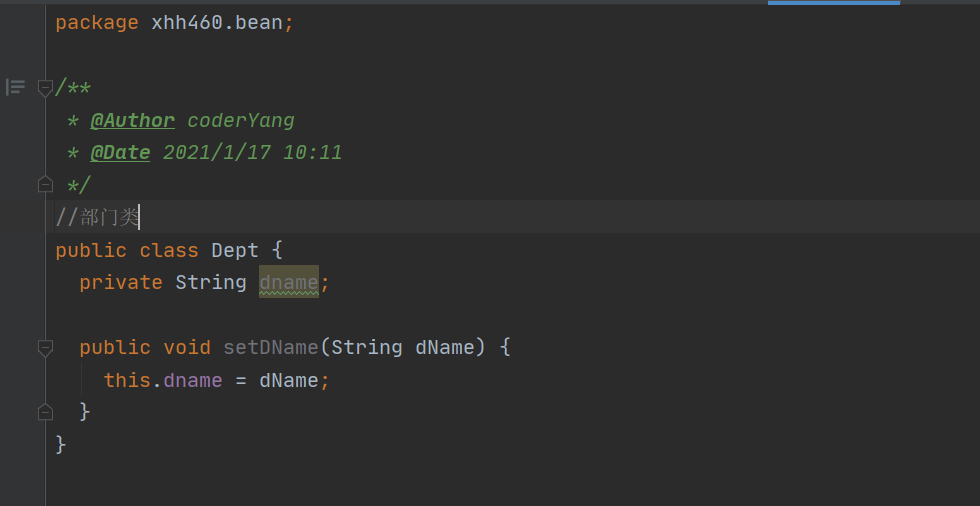 package xhh460.bean;
/**
 * @Author coderYang
 * @Date 2021/1/17 10:11
 */
//部门类
public class Dept {
  private String dname;
  public void setDName(String dName) {
    this.dname = dName;
  }
}